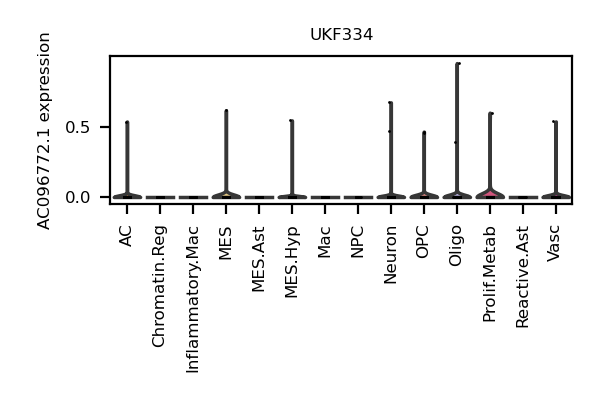 UKF334
AC096772.1 expression
0.5
0.0
AC
Chromatin.Reg
Inflammatory.Mac
MES
MES.Ast
MES.Hyp
Mac
NPC
Neuron
OPC
Oligo
Prolif.Metab
Reactive.Ast
Vasc